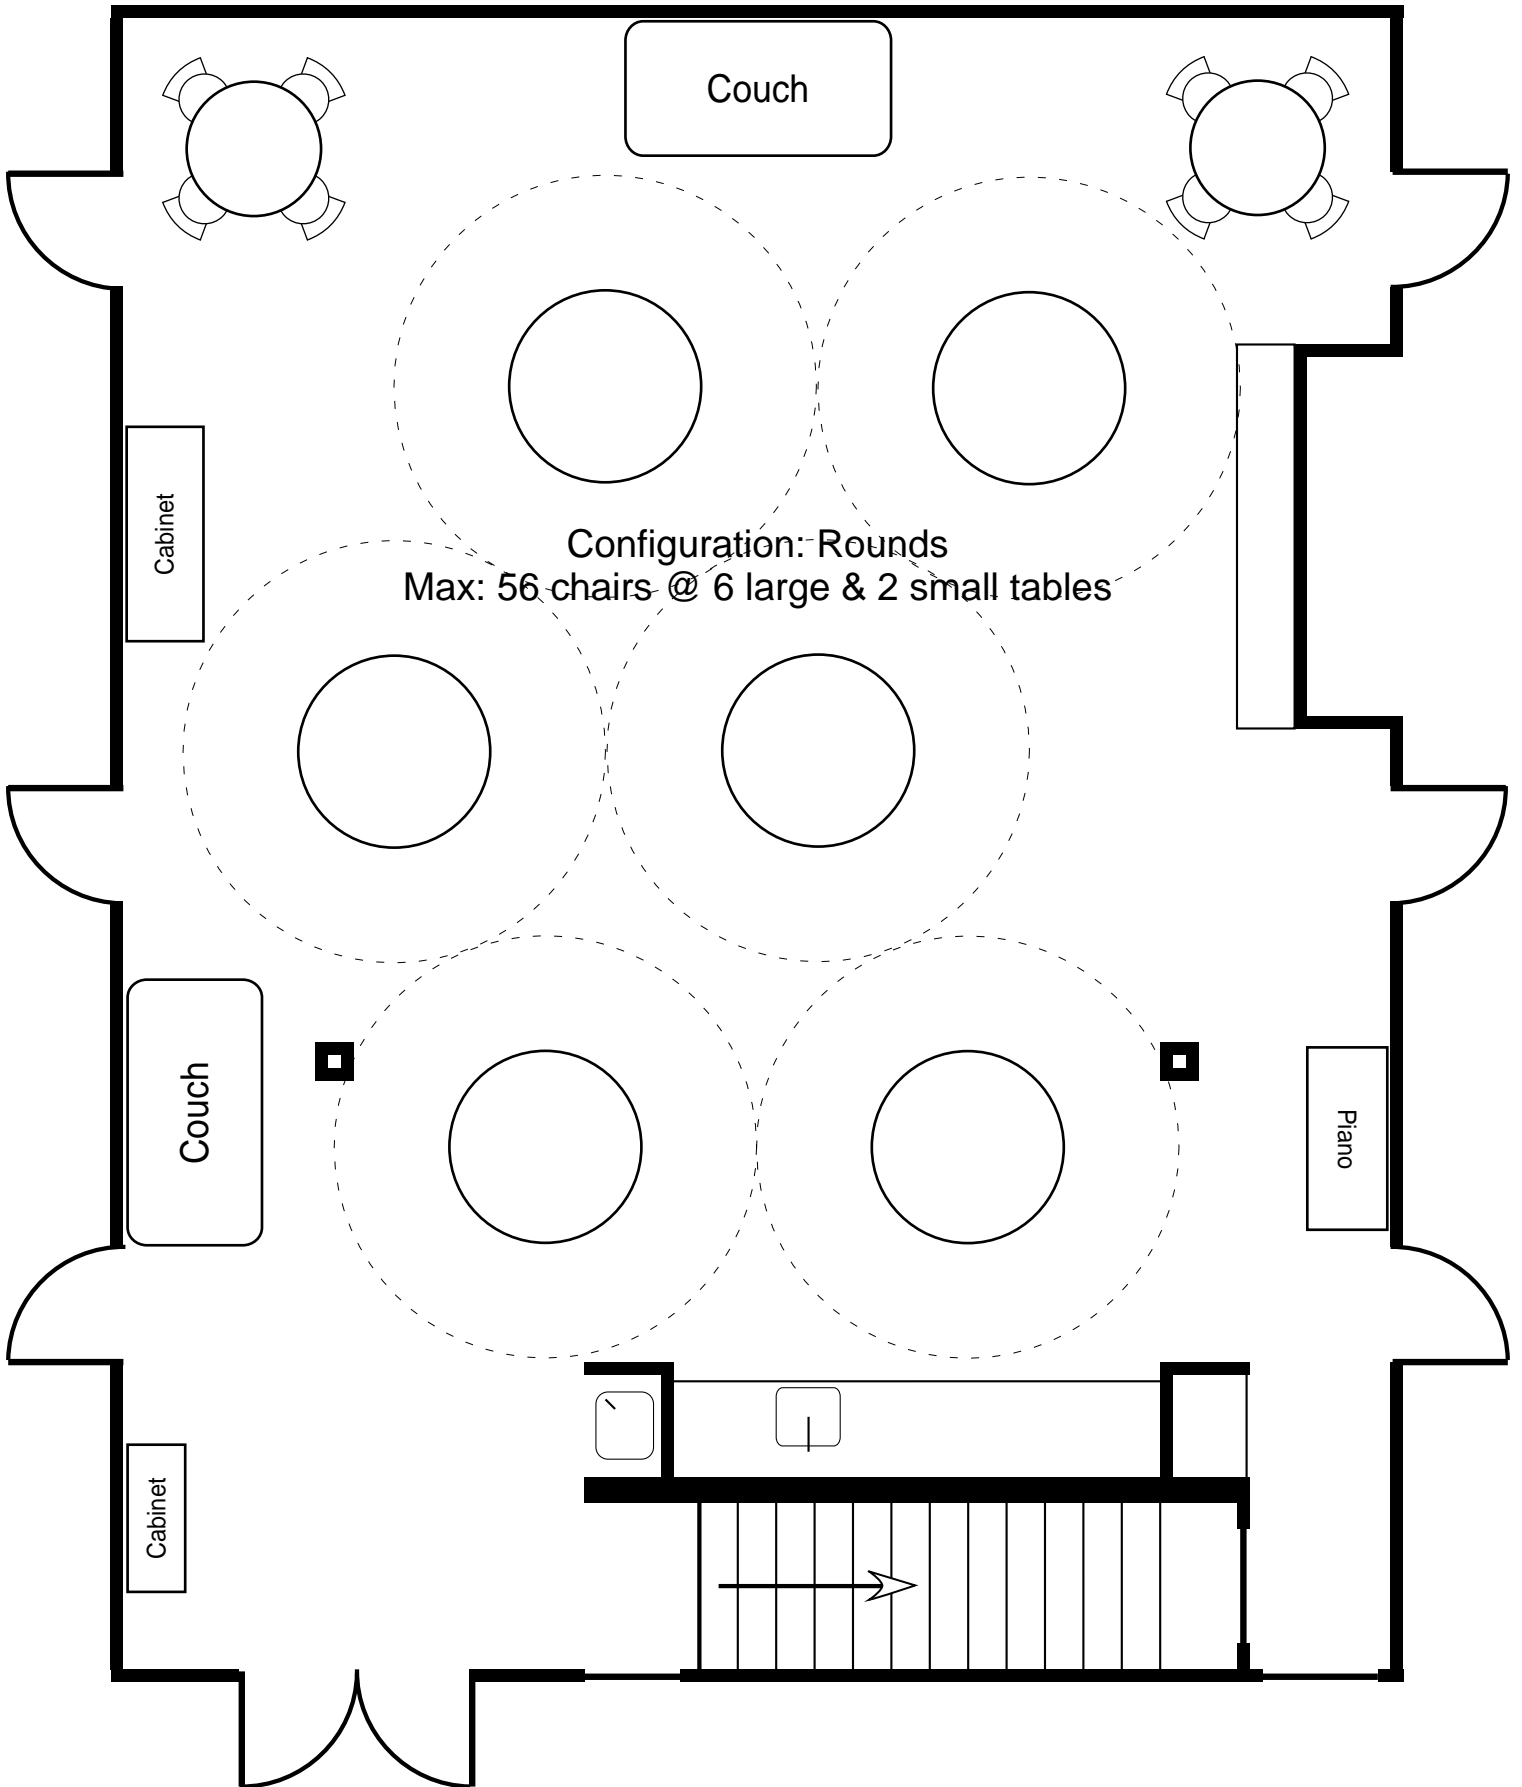 Couch
Cabinet
Configuration: Rounds
Max: 56 chairs @ 6 large & 2 small tables
Couch
Piano
Cabinet